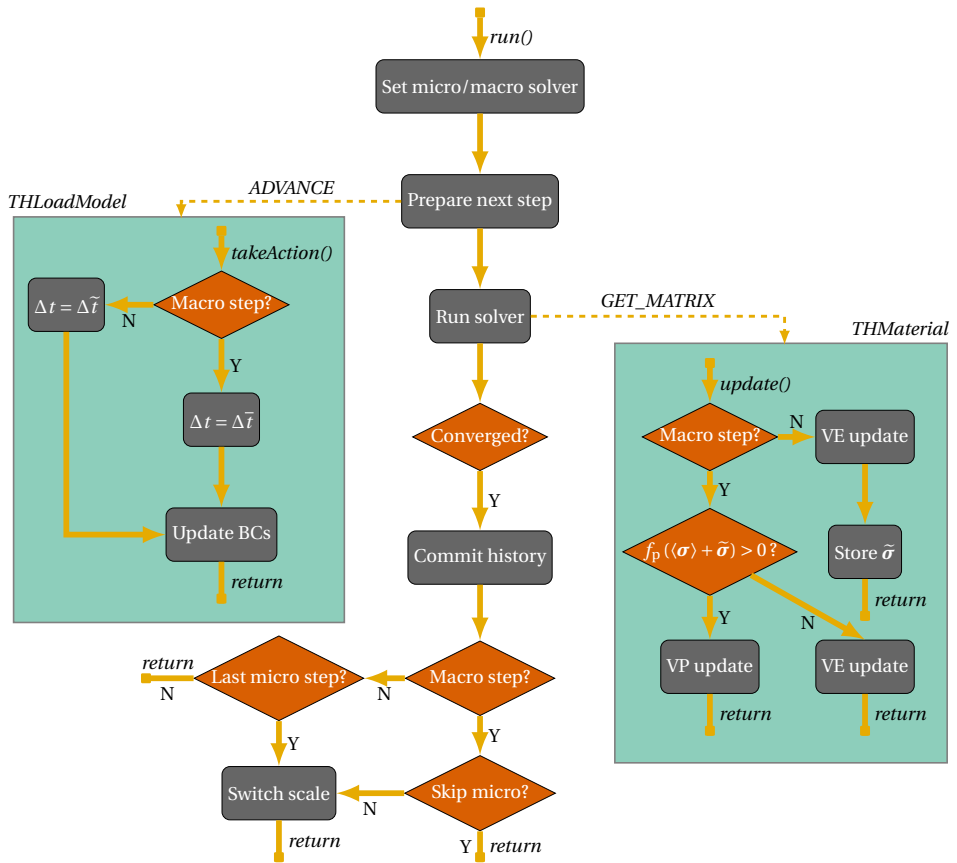 run()
Set micro/macro solver
Prepare next step
ADVANCE
THLoadModel
takeAction()
Macro step?
N
Δt = Δt̃
Y
Δt = Δt̄
Update BCs
return
Run solver
GET_MATRIX
THMaterial
update()
Macro step?
N
VE update
Y
f_p (⟨σ⟩ + σ̃) > 0 ?
Store σ̃
return
Y
N
VP update
VE update
return
return
Converged?
Y
Commit history
Macro step?
N
Last micro step?
return
N
Y
Y
Skip micro?
N
Switch scale
return
Y
return